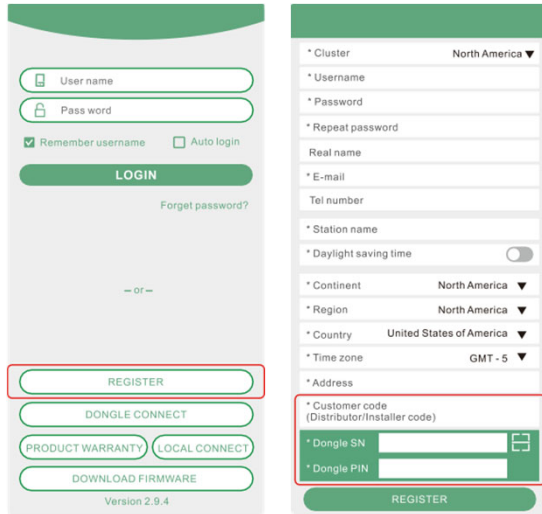 User name
Pass word
Remember username
Auto login
LOGIN
Forget password?
– or –
REGISTER
DONGLE CONNECT
PRODUCT WARRANTY
LOCAL CONNECT
DOWNLOAD FIRMWARE
Version 2.9.4
* Cluster North America ▼
* Username
* Password
* Repeat password
Real name
* E-mail
Tel number
* Station name
* Daylight saving time
* Continent North America ▼
* Region North America ▼
* Country United States of America ▼
* Time zone GMT - 5 ▼
* Address
* Customer code
(Distributor/Installer code)
* Dongle SN
* Dongle PIN
REGISTER